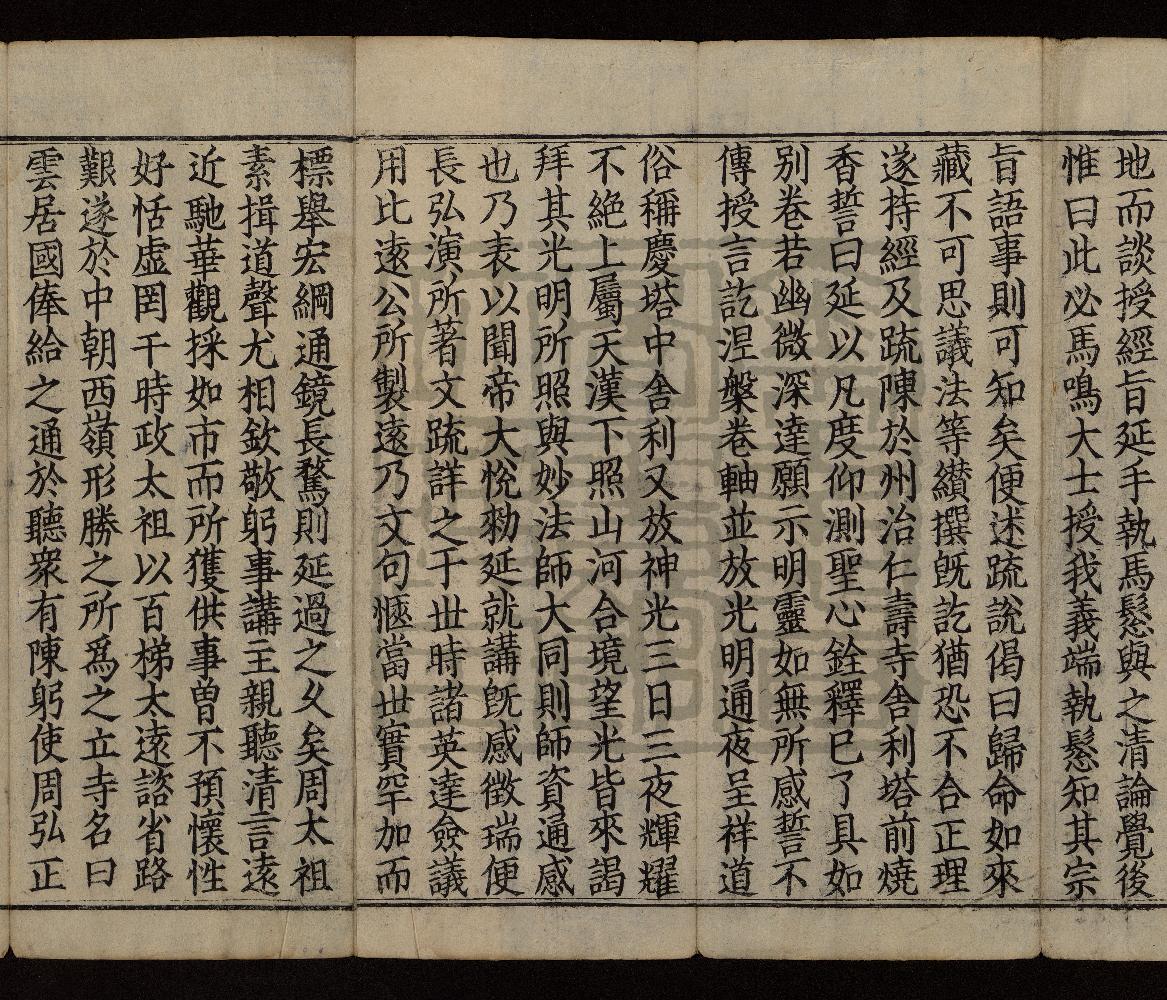 地而談授經旨延手執馬鬉與之清論覺後
惟曰此必馬鳴大士授我義端執鬉知其宗
旨語事則可知矣便述疏說偈曰歸命如來
藏不可思議法等纉撰旣訖猶恐不合正理
遂持經及疏陳於州治仁壽寺舍利塔前燒
香誓曰延以凡度仰測聖心銓釋已了具如
別卷若幽微深達願示明靈如無所感誓不
傳授言訖涅槃卷軸並放光明通夜呈祥道
俗稱慶塔中舍利又放神光三日三夜輝耀
不絶上屬天漢下照山河合境望光皆來謁
拜其光明所照與妙法師大同則師資通感
也乃表以聞帝大悅勑延就講旣感徵瑞便
長弘演所著文疏詳之于丗時諸英達僉議
用比遠公所製遠乃文句愜當丗實罕加而
標舉宏綱通鏡長騖則延過之乆矣周太祖
素揖道聲尤相欽敬躬事講主親聽清言遠
近馳華觀採如市而所獲供事曾不預懷性
好恬虛罔干時政太祖以百梯太遠諮省路
艱遂於中朝西嶺形勝之所爲之立寺名曰
雲居國俸給之通於聽衆有陳躬使周弘正